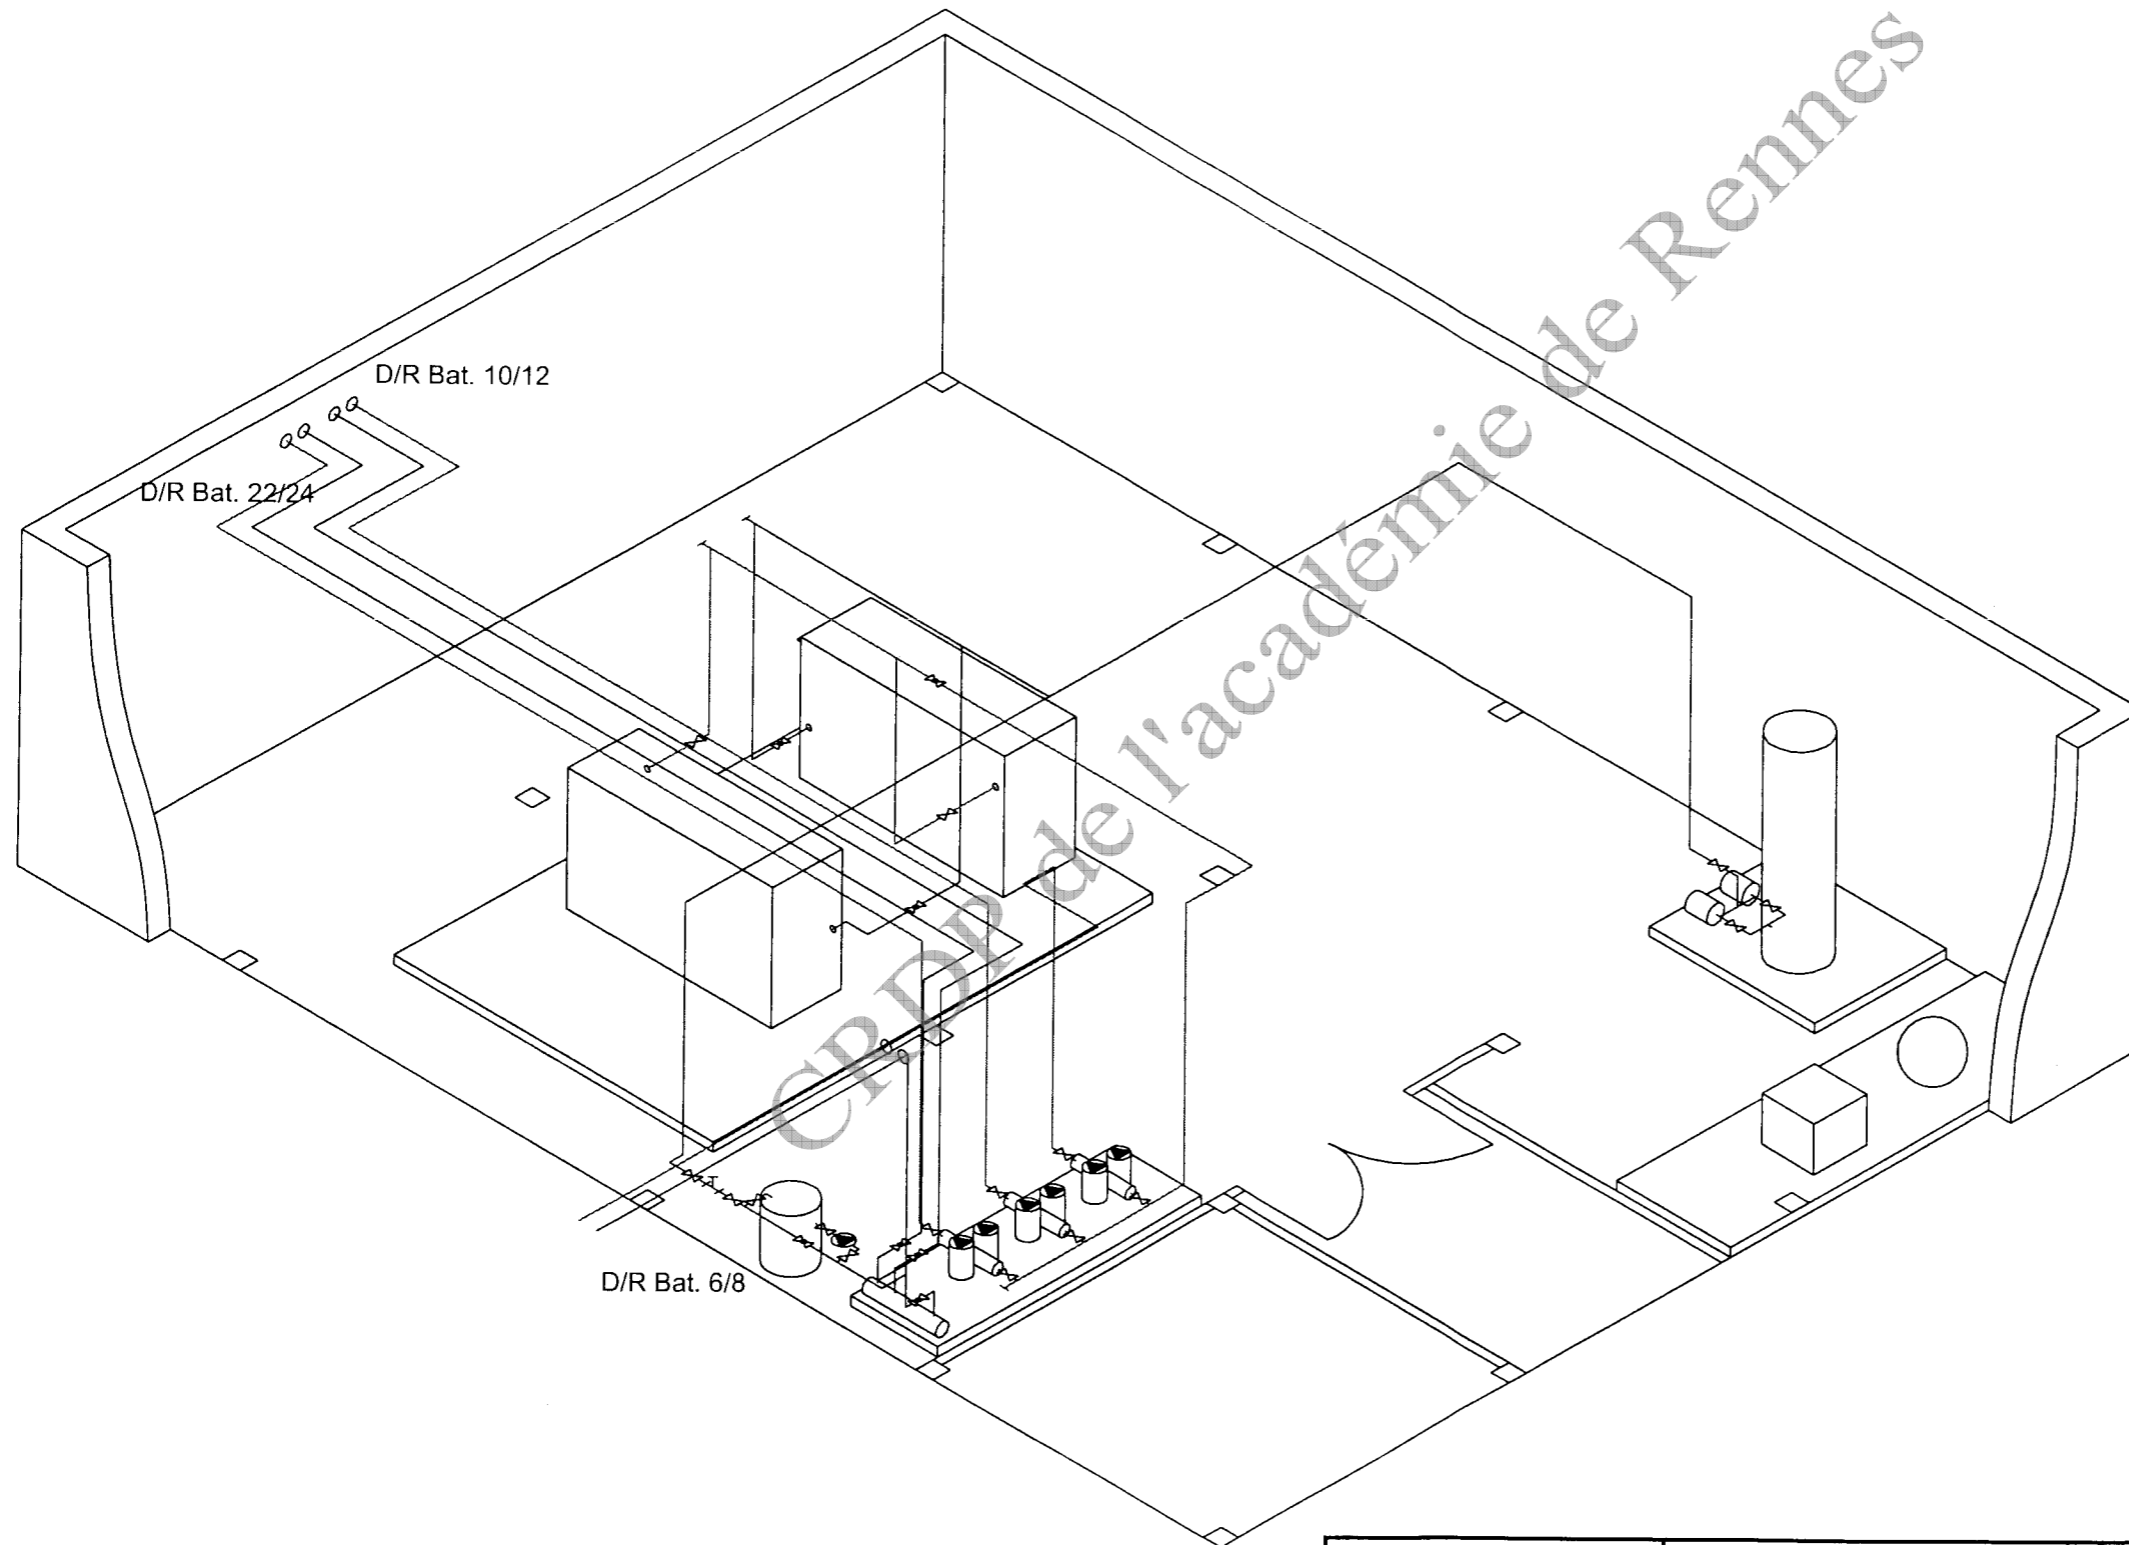 D/R Bat. 10/12
D/R Bat. 22/24
CRDP de l'académie de Rennes
D/R Bat. 6/8